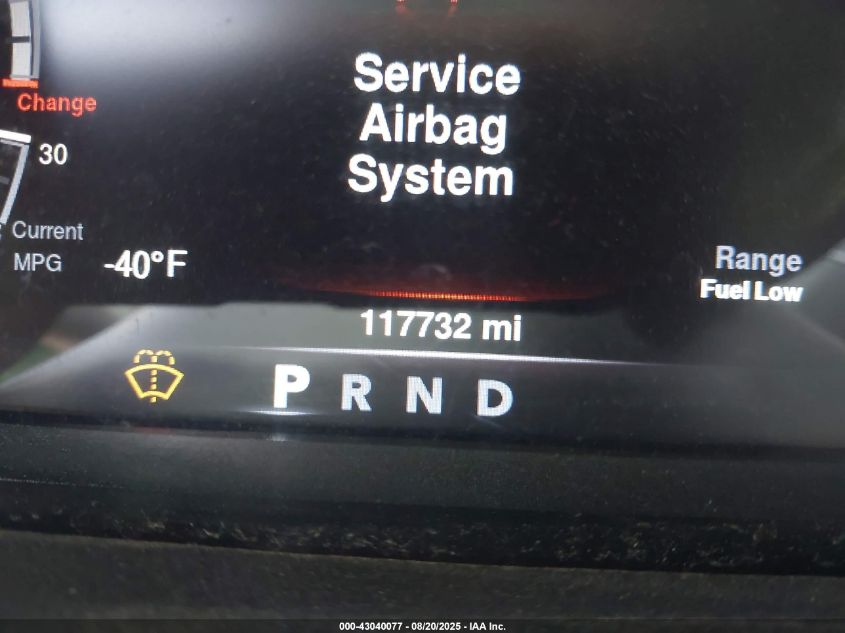 Service
Airbag
System
Change
30
Current
MPG
-40°F
Range
Fuel Low
117732 mi
P R N D
000-43040077 - 08/20/2025 - IAA Inc.